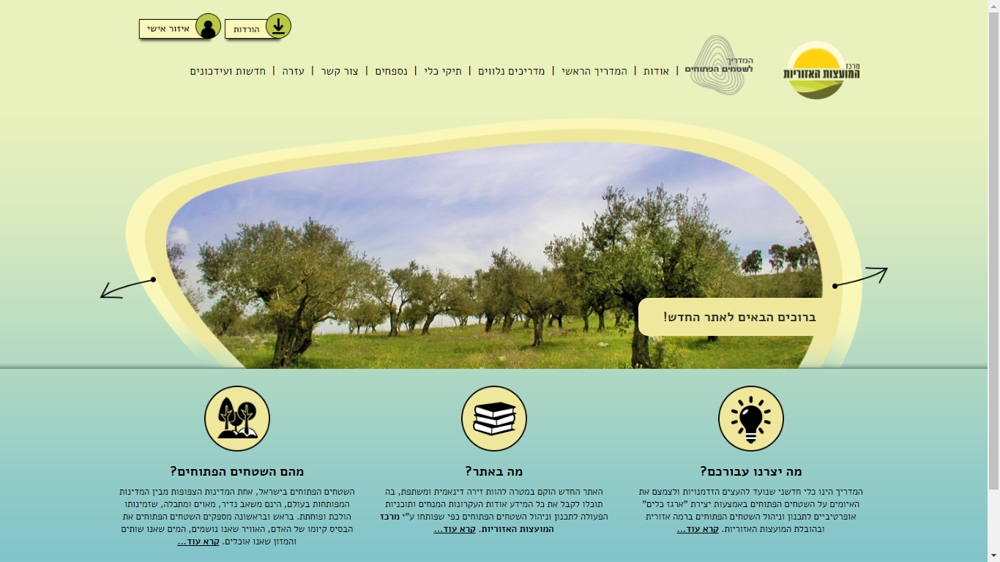 הורדות
איזור אישי
מרכז
המועצות האזוריות
המדריך
לשטחים הפתוחים
| אודות | המדריך הראשי | מדריכים נלווים | תיקי כלי | נספחים | צור קשר | עזרה | חדשות ועידכונים
ברוכים הבאים לאתר החדש!
מה יצרנו עבורכם?
המדריך הינו כלי חדשני שנועד להעצים הזדמנויות ולצמצם את
האיומים על השטחים הפתוחים באמצעות יצירת "ארגז כלים"
אופרטיביים לתכנון וניהול השטחים הפתוחים ברמה אזורית
ובהובלת המועצות האזוריות. קרא עוד...
מה באתר?
האתר החדש הוקם במטרה להוות זירה דינאמית ומשתפת, בה
תוכלו לקבל את כל המידע אודות העקרונות המנחים ותוכניות
הפעולה לתכנון וניהול השטחים הפתוחים כפי שפותחו ע"י מרכז
המועצות האזוריות. קרא עוד...
מהם השטחים הפתוחים?
השטחים הפתוחים בישראל, אחת המדינות הצפופות מבין המדינות
המפותחות בעולם, הינם משאב נדיר, מאוים ומתכלה, שזמינותו
הולכת ופוחתת. בראש ובראשונה מספקים השטחים הפתוחים את
הבסיס קיומו של האדם, האוויר שאנו נושמים, המים שאנו שותים
והמזון שאנו אוכלים. קרא עוד...